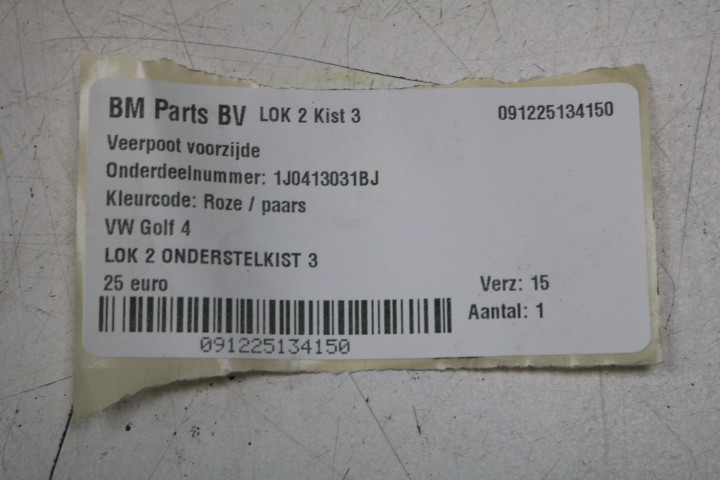 BM Parts BV LOK 2 Kist 3 091225134150
Veerpoot voorzijde
Onderdeelnummer: 1J0413031BJ
Kleurcode: Roze / paars
VW Golf 4
LOK 2 ONDERSTELKIST 3
25 euro Verz: 15
Aantal: 1
091225134150